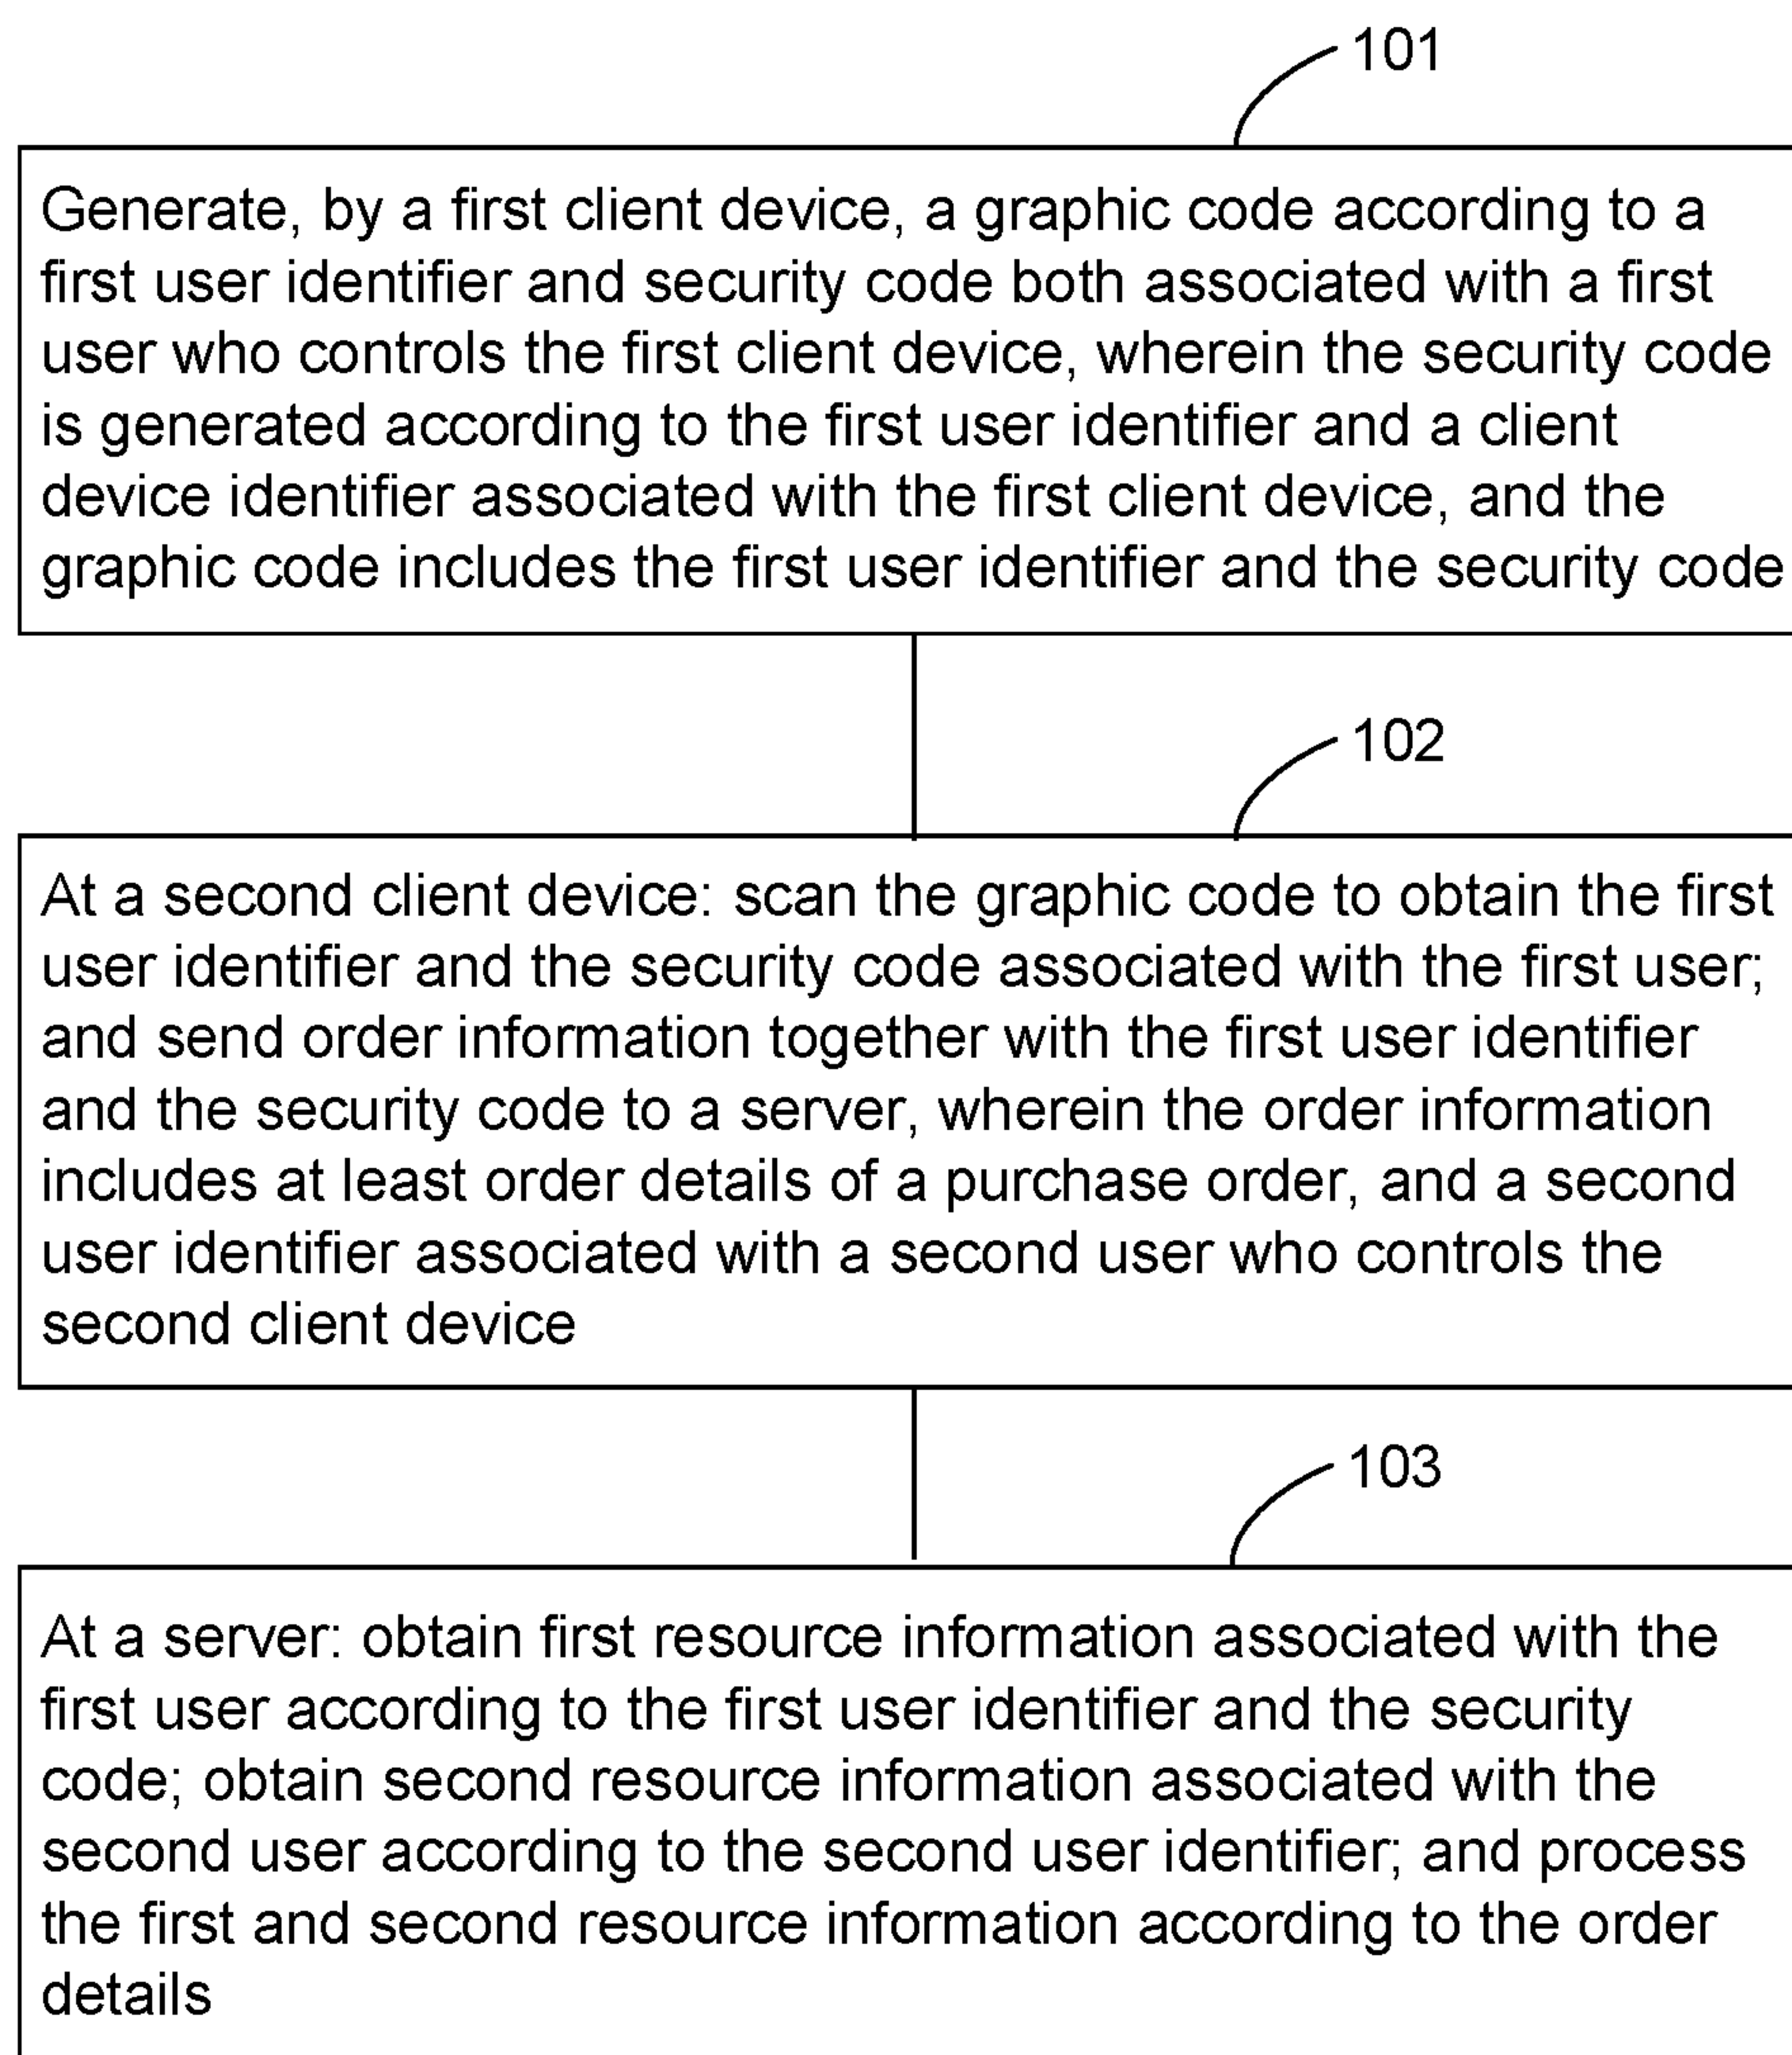 101
Generate, by a first client device, a graphic code according to a
first user identifier and security code both associated with a first
user who controls the first client device, wherein the security code
is generated according to the first user identifier and a client
device identifier associated with the first client device, and the
graphic code includes the first user identifier and the security code
102
At a second client device: scan the graphic code to obtain the first
user identifier and the security code associated with the first user;
and send order information together with the first user identifier
and the security code to a server, wherein the order information
includes at least order details of a purchase order, and a second
user identifier associated with a second user who controls the
second client device
103
At a server: obtain first resource information associated with the
first user according to the first user identifier and the security
code; obtain second resource information associated with the
second user according to the second user identifier; and process
the first and second resource information according to the order
details